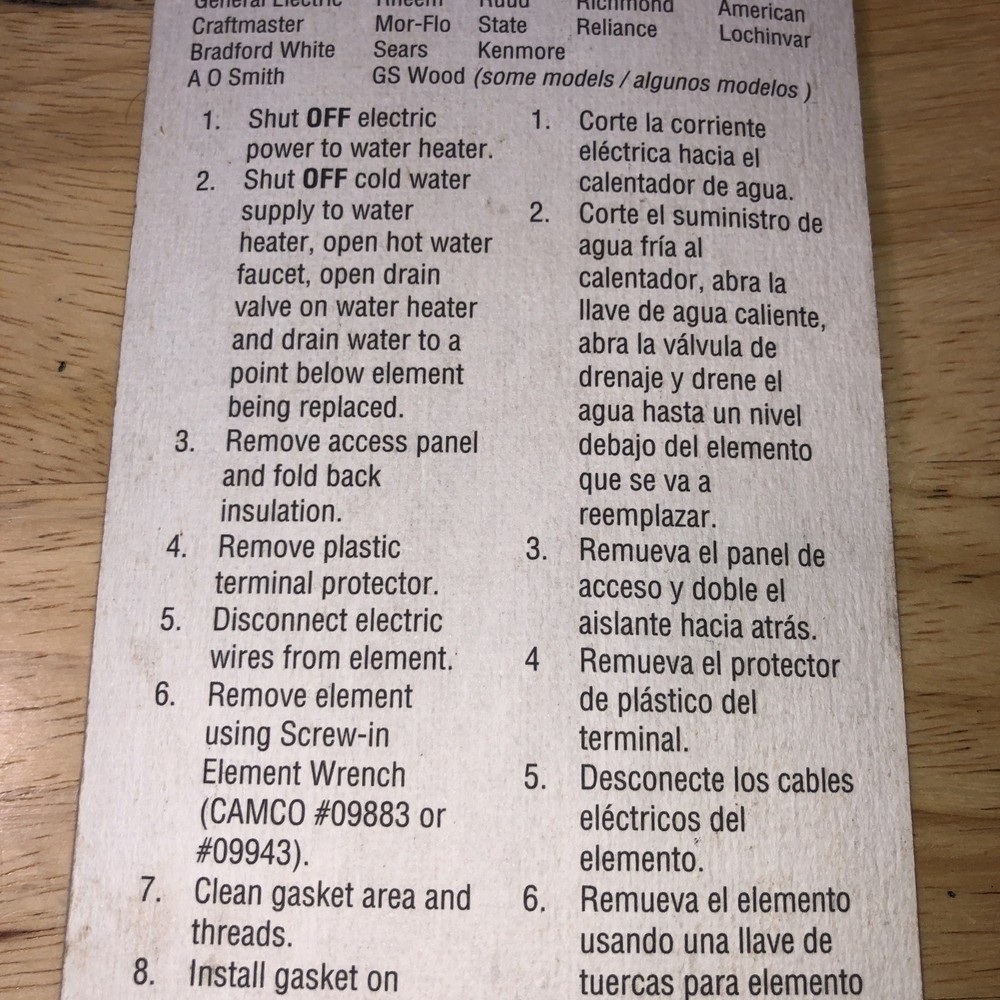 General Electric Rheem Ruud Richmond American
Craftmaster Mor-Flo State Reliance Lochinvar
Bradford White Sears Kenmore
A O Smith GS Wood (some models / algunos modelos )
1. Shut OFF electric
power to water heater.
2. Shut OFF cold water
supply to water
heater, open hot water
faucet, open drain
valve on water heater
and drain water to a
point below element
being replaced.
3. Remove access panel
and fold back
insulation.
4. Remove plastic
terminal protector.
5. Disconnect electric
wires from element.
6. Remove element
using Screw-in
Element Wrench
(CAMCO #09883 or
#09943).
7. Clean gasket area and
threads.
8. Install gasket on
1. Corte la corriente
eléctrica hacia el
calentador de agua.
2. Corte el suministro de
agua fría al
calentador, abra la
llave de agua caliente,
abra la válvula de
drenaje y drene el
agua hasta un nivel
debajo del elemento
que se va a
reemplazar.
3. Remueva el panel de
acceso y doble el
aislante hacia atrás.
4 Remueva el protector
de plástico del
terminal.
5. Desconecte los cables
eléctricos del
elemento.
6. Remueva el elemento
usando una llave de
tuercas para elemento